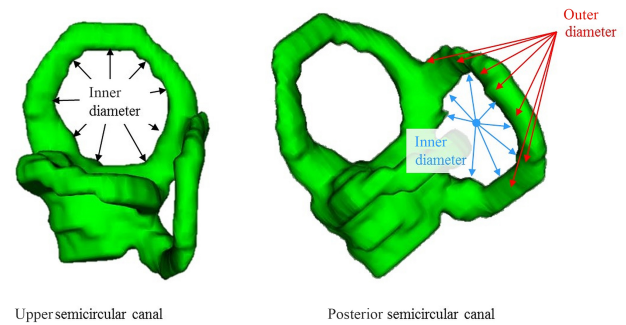 Outer
diameter
Inner
diameter
Inner
diameter
Upper semicircular canal
Posterior semicircular canal